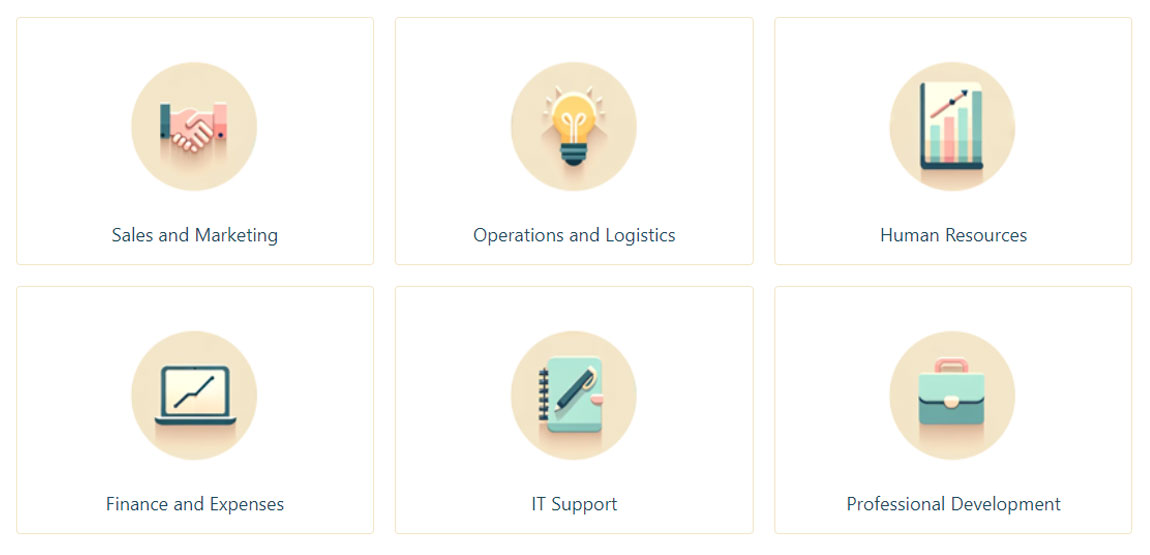 Sales and Marketing
Operations and Logistics
Human Resources
Finance and Expenses
IT Support
Professional Development